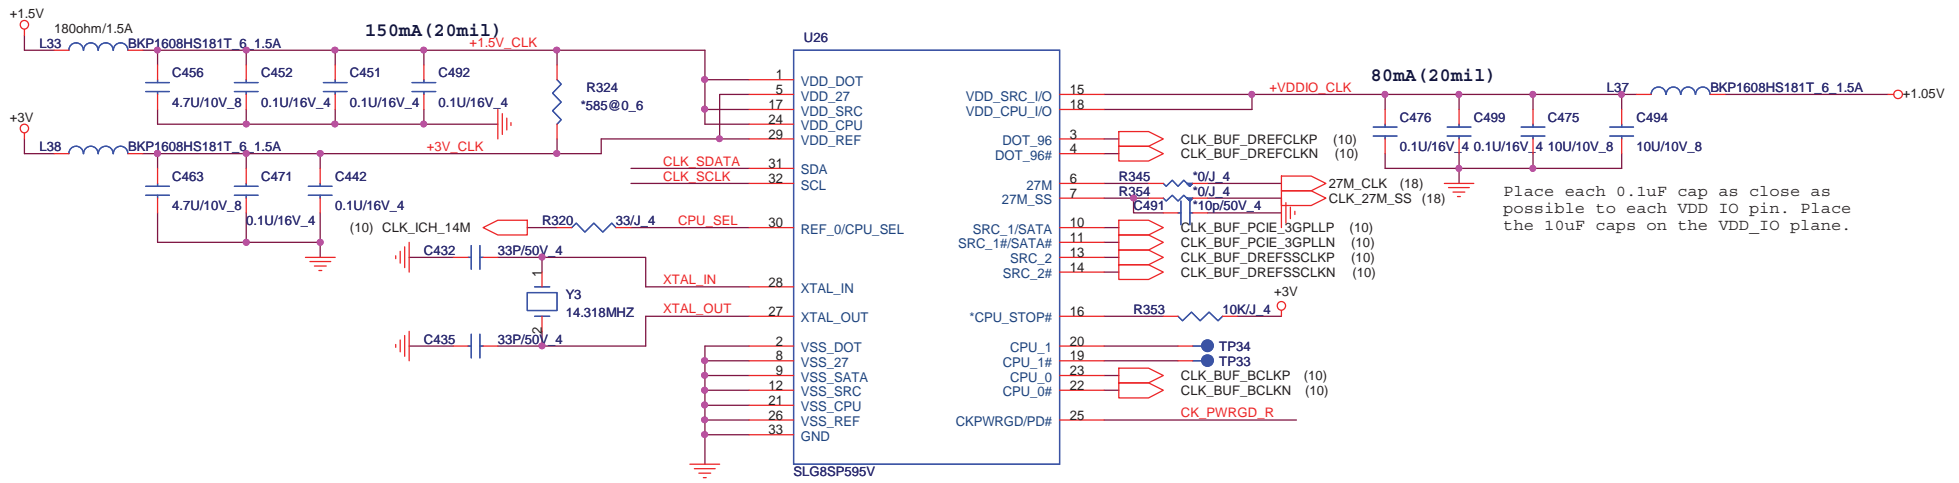 +1.5V
180ohm/1.5A
L33 BKP1608HS181T_6_1.5A
150mA(20mil)
+1.5V_CLK
C456
4.7U/10V_8
C452
0.1U/16V_4
C451
0.1U/16V_4
C492
0.1U/16V_4
R324
*585@0_6
+3V
L38 BKP1608HS181T_6_1.5A
+3V_CLK
C463
4.7U/10V_8
C471
0.1U/16V_4
C442
0.1U/16V_4
CLK_SDATA
CLK_SCLK
(10) CLK_ICH_14M
R320 33/J_4
CPU_SEL
C432 33P/50V_4
1
Y3
14.318MHZ
2
XTAL_IN
XTAL_OUT
C435 33P/50V_4
U26
1 VDD_DOT
5 VDD_27
17 VDD_SRC
24 VDD_CPU
29 VDD_REF
31 SDA
32 SCL
30 REF_0/CPU_SEL
28 XTAL_IN
27 XTAL_OUT
2 VSS_DOT
8 VSS_27
9 VSS_SATA
12 VSS_SRC
21 VSS_CPU
26 VSS_REF
33 GND
SLG8SP595V
VDD_SRC_I/O 15
VDD_CPU_I/O 18
DOT_96 3 CLK_BUF_DREFCLKP (10)
DOT_96# 4 CLK_BUF_DREFCLKN (10)
27M 6 R345 *0/J_4 27M_CLK (18)
27M_SS 7 R354 *0/J_4 CLK_27M_SS (18)
C491 *10p/50V_4
SRC_1/SATA 10 CLK_BUF_PCIE_3GPLLP (10)
SRC_1#/SATA# 11 CLK_BUF_PCIE_3GPLLN (10)
SRC_2 13 CLK_BUF_DREFSSCLKP (10)
SRC_2# 14 CLK_BUF_DREFSSCLKN (10)
*CPU_STOP# 16 R353 10K/J_4
+3V
CPU_1 20 TP34
CPU_1# 19 TP33
CPU_0 23 CLK_BUF_BCLKP (10)
CPU_0# 22 CLK_BUF_BCLKN (10)
CKPWRGD/PD# 25 CK_PWRGD_R
80mA(20mil)
+VDDIO_CLK
L37 BKP1608HS181T_6_1.5A
+1.05V
C476
0.1U/16V_4
C499
0.1U/16V_4
C475
10U/10V_8
C494
10U/10V_8
Place each 0.1uF cap as close as
possible to each VDD IO pin. Place
the 10uF caps on the VDD_IO plane.